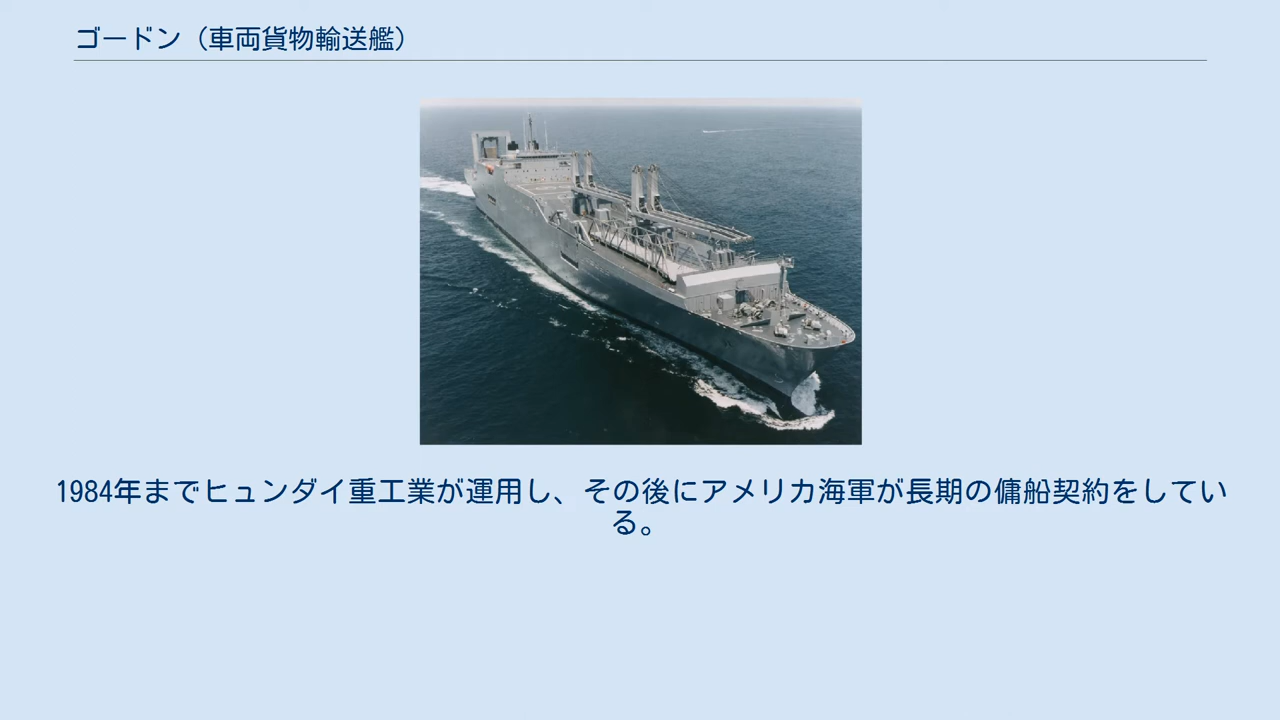 ゴードン（車両貨物輸送艦）
1984年までヒュンダイ重工業が運用し、その後にアメリカ海軍が長期の傭船契約をしてい
る。